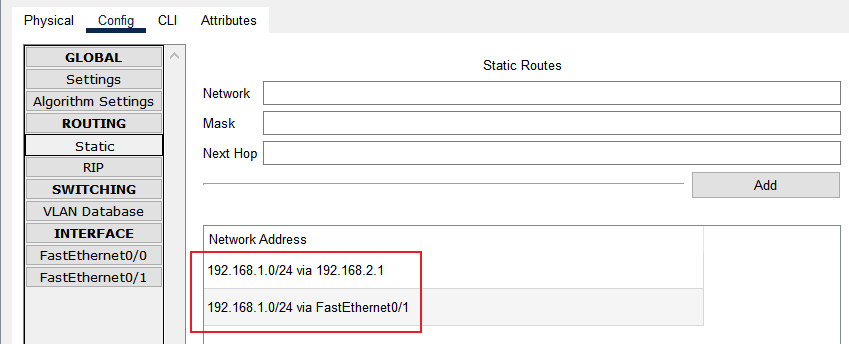 Physical Config CLI Attributes
GLOBAL
Settings
Algorithm Settings
ROUTING
Static
RIP
SWITCHING
VLAN Database
INTERFACE
FastEthernet0/0
FastEthernet0/1
Static Routes
Network
Mask
Next Hop
Add
Network Address
192.168.1.0/24 via 192.168.2.1
192.168.1.0/24 via FastEthernet0/1